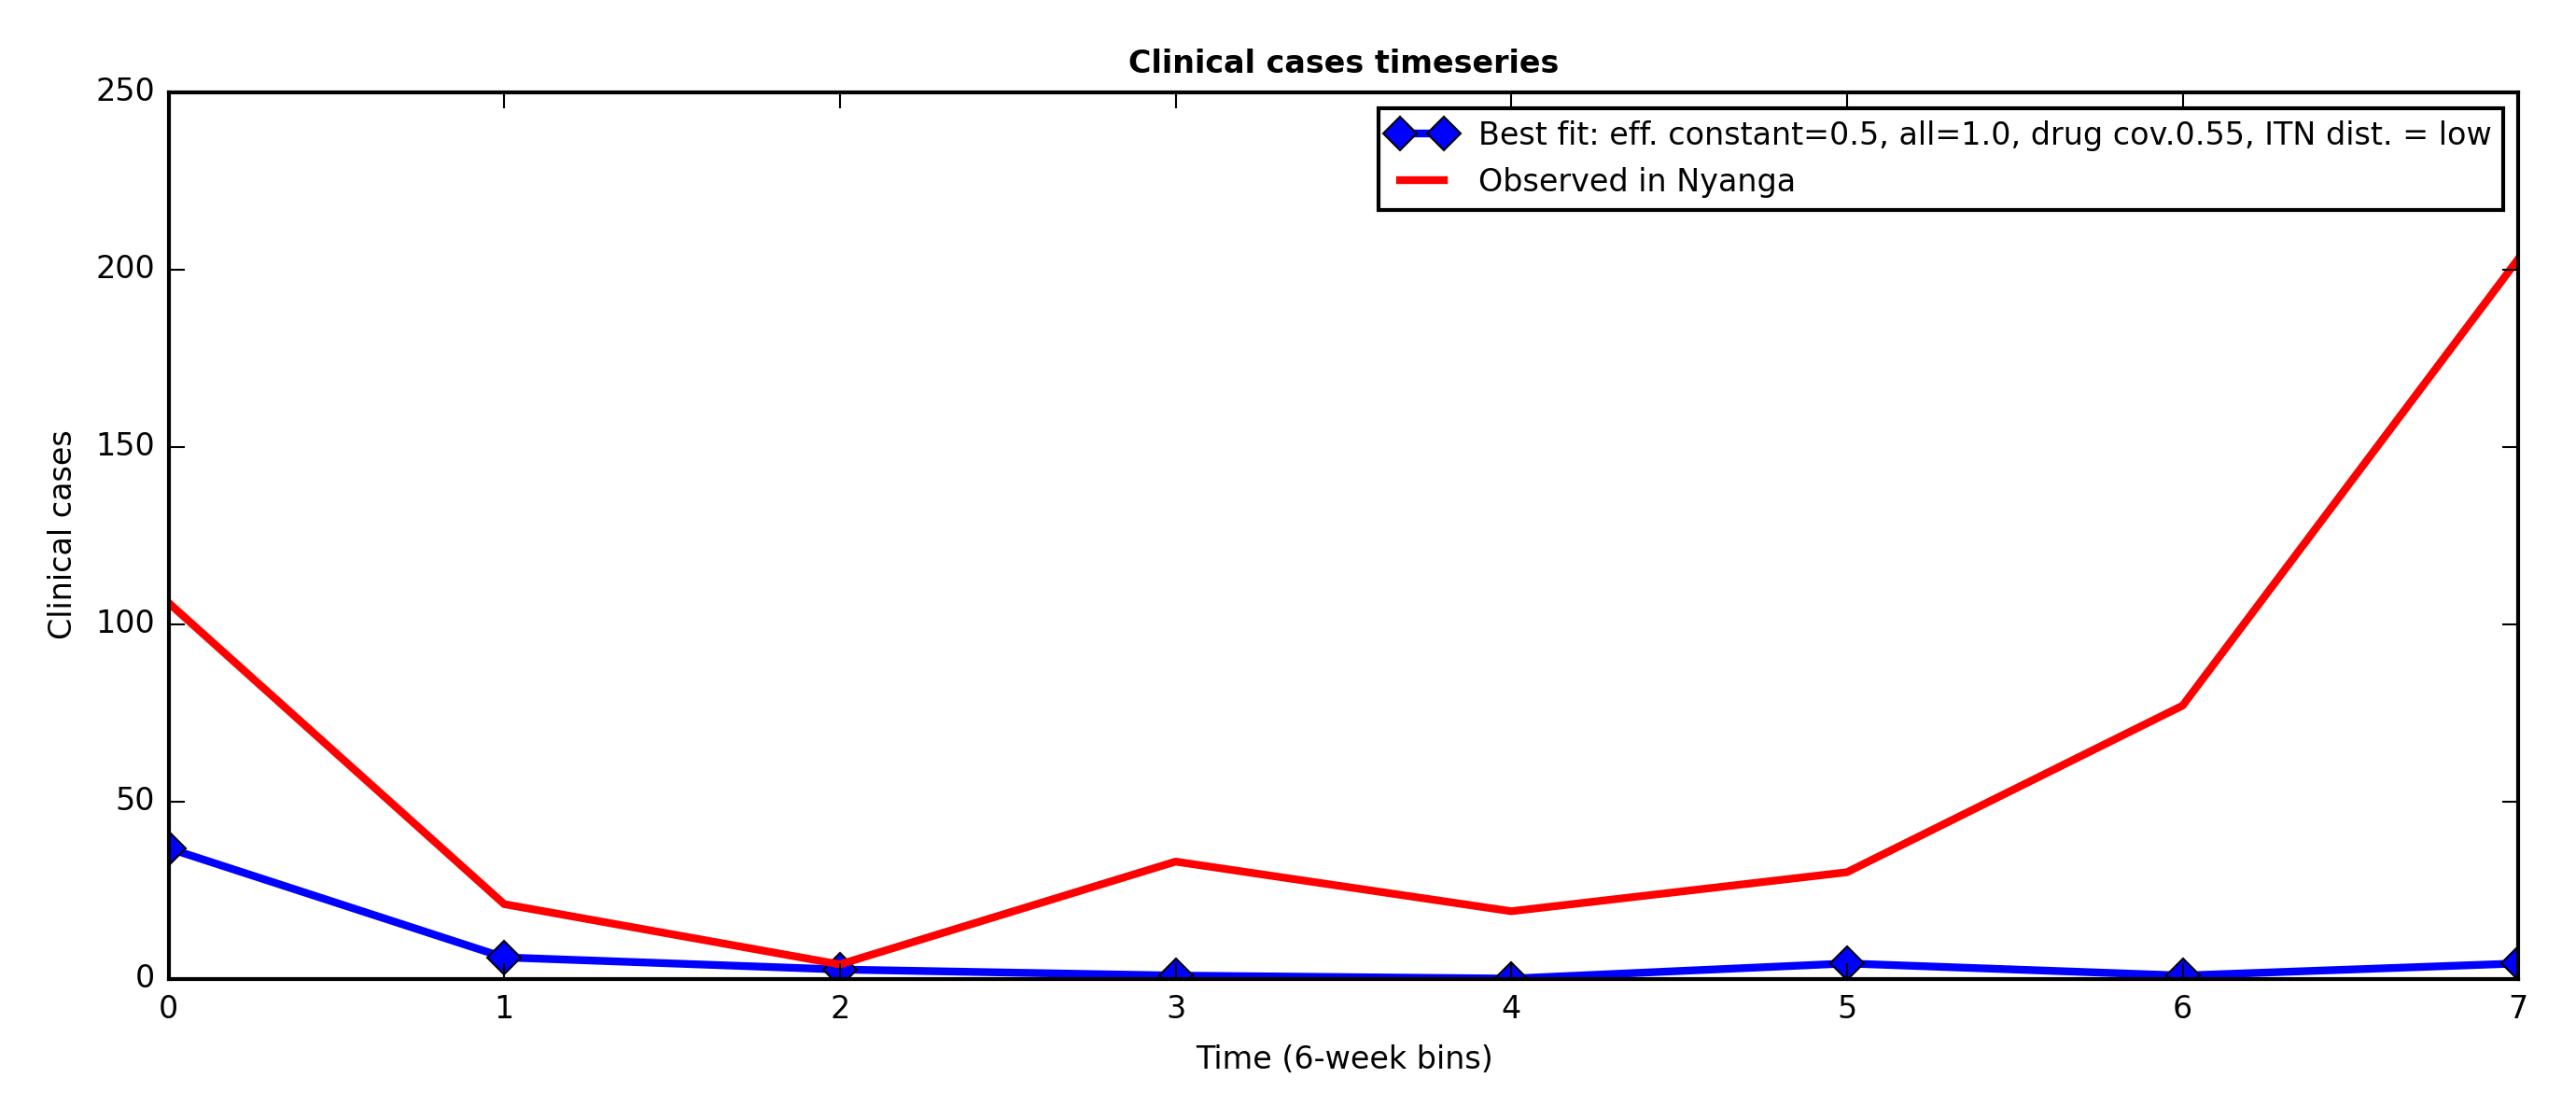 Clinical cases timeseries
250
200
150
100
50
0
Clinical cases
Best fit: eff. constant=0.5, all=1.0, drug cov.0.55, ITN dist. = low
Observed in Nyanga
0 1 2 3 4 5 6 7
Time (6-week bins)